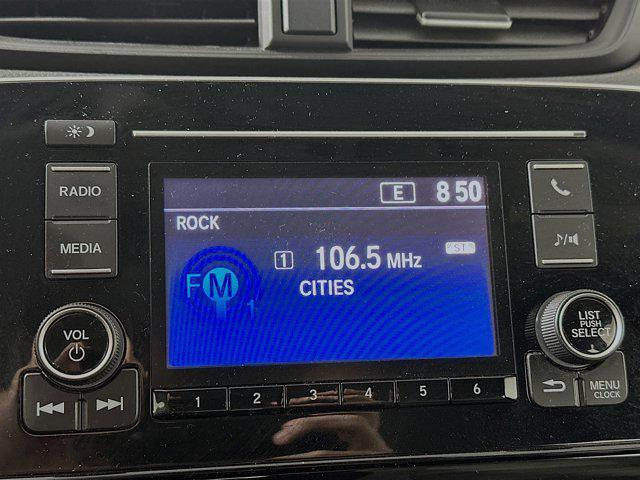 RADIO
MEDIA
VOL
E 8 50
ROCK
FM 1
1 106.5 MHz
ST
CITIES
LIST
PUSH
SELECT
MENU
CLOCK
1 2 3 4 5 6